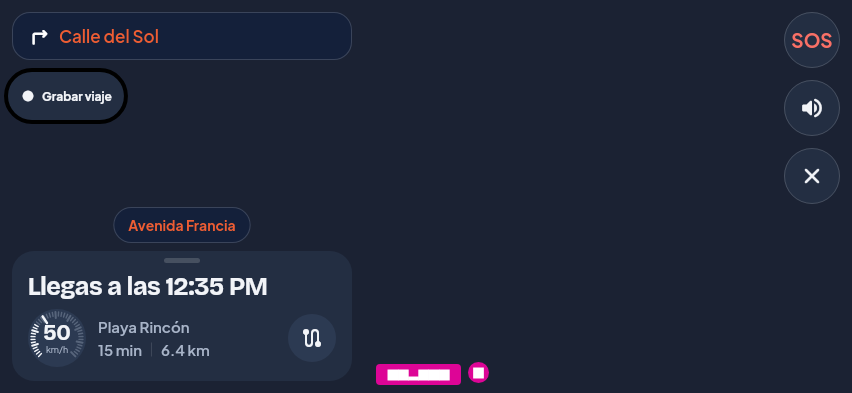 Calle del Sol
SOS
Grabar viaje
Avenida Francia
Llegas a las 12:35 PM
50
km/h
Playa Rincón
15 min
6.4 km